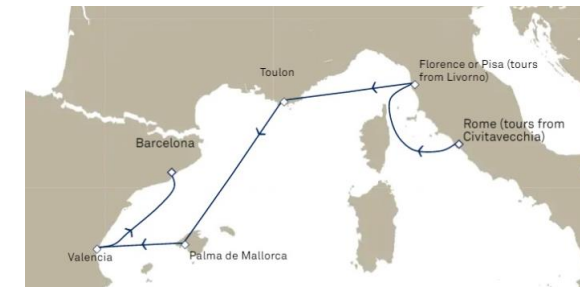 Toulon
Florence or Pisa (tours
from Livorno)
Barcelona
Rome (tours from
Civitavecchia)
Valencia
Palma de Mallorca